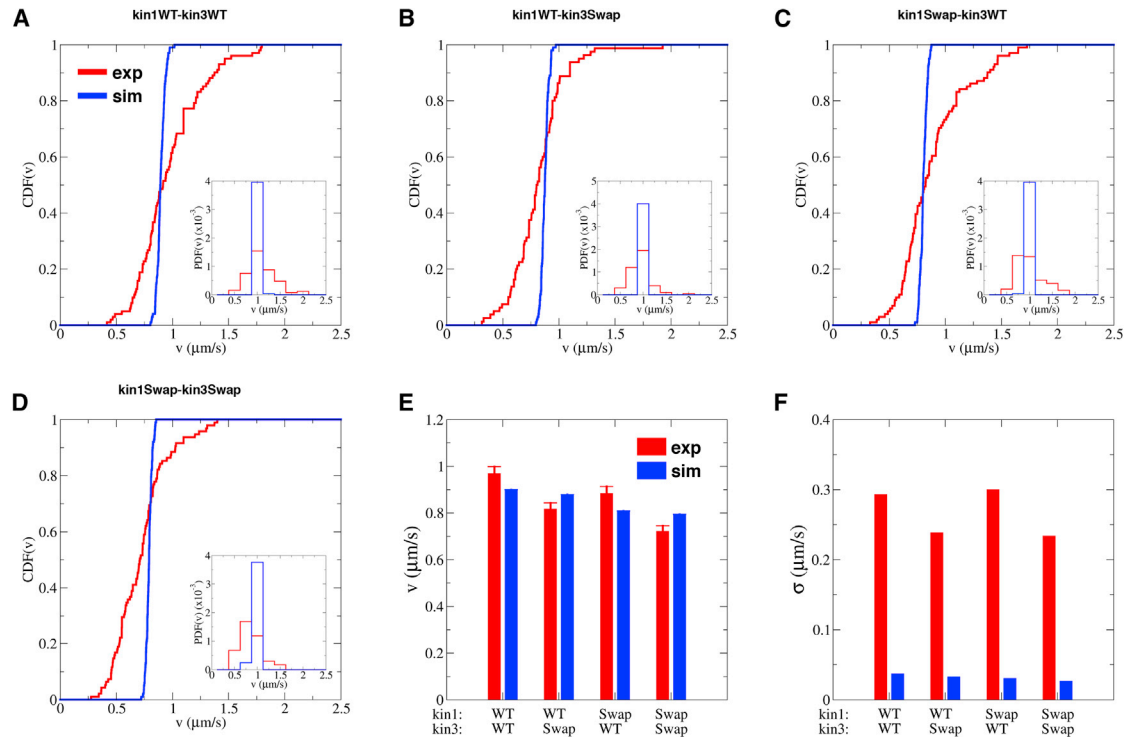 A
kin1WT-kin3WT
1
0.8
0.6
0.4
0.2
0
CDF(v)
exp
sim
0 0.5 1 1.5 2 2.5
v (μm/s)
4
3
2
1
0
PDF(v) (x10⁻³)
0 0.5 1 1.5 2 2.5
v (μm/s)
B
kin1WT-kin3Swap
1
0.8
0.6
0.4
0.2
0
CDF(v)
0 0.5 1 1.5 2 2.5
v (μm/s)
5
4
3
2
1
0
PDF(v) (x10⁻³)
0 0.5 1 1.5 2 2.5
v (μm/s)
C
kin1Swap-kin3WT
1
0.8
0.6
0.4
0.2
0
CDF(v)
0 0.5 1 1.5 2 2.5
v (μm/s)
4
3
2
1
0
PDF(v) (x10⁻³)
0 0.5 1 1.5 2 2.5
v (μm/s)
D
kin1Swap-kin3Swap
1
0.8
0.6
0.4
0.2
0
CDF(v)
0 0.5 1 1.5 2 2.5
v (μm/s)
4
3
2
1
0
PDF(v) (x10⁻³)
0 0.5 1 1.5 2 2.5
v (μm/s)
E
1.2
1
0.8
0.6
0.4
0.2
0
v (μm/s)
exp
sim
kin1: WT WT Swap Swap
kin3: WT Swap WT Swap
F
0.4
0.3
0.2
0.1
0
σ (μm/s)
kin1: WT WT Swap Swap
kin3: WT Swap WT Swap